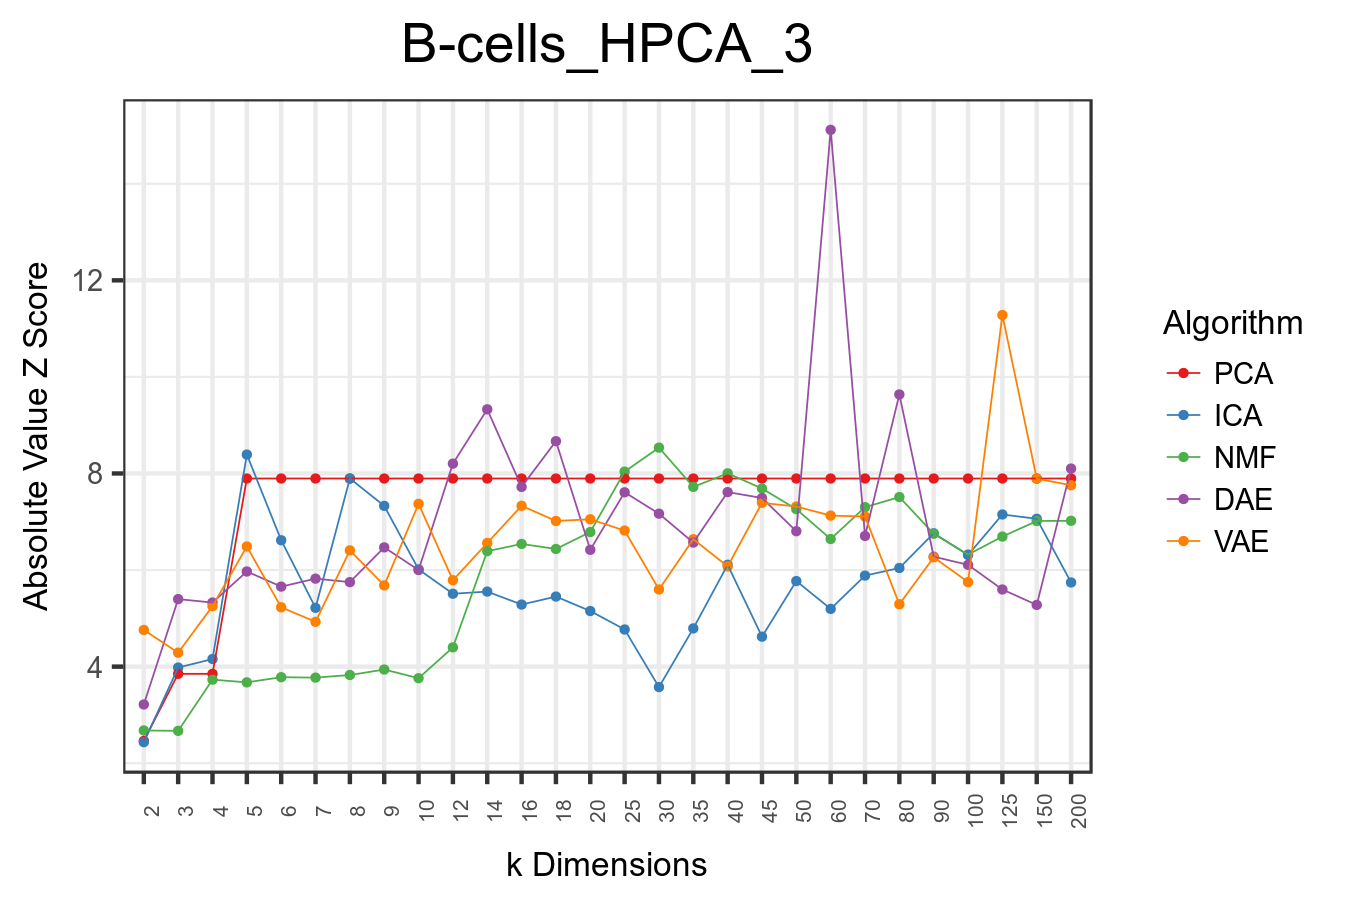 B-cells_HPCA_3
Absolute Value Z Score
12
8
4
2 3 4 5 6 7 8 9 10 12 14 16 18 20 25 30 35 40 45 50 60 70 80 90 100 125 150 200
k Dimensions
Algorithm
PCA
ICA
NMF
DAE
VAE